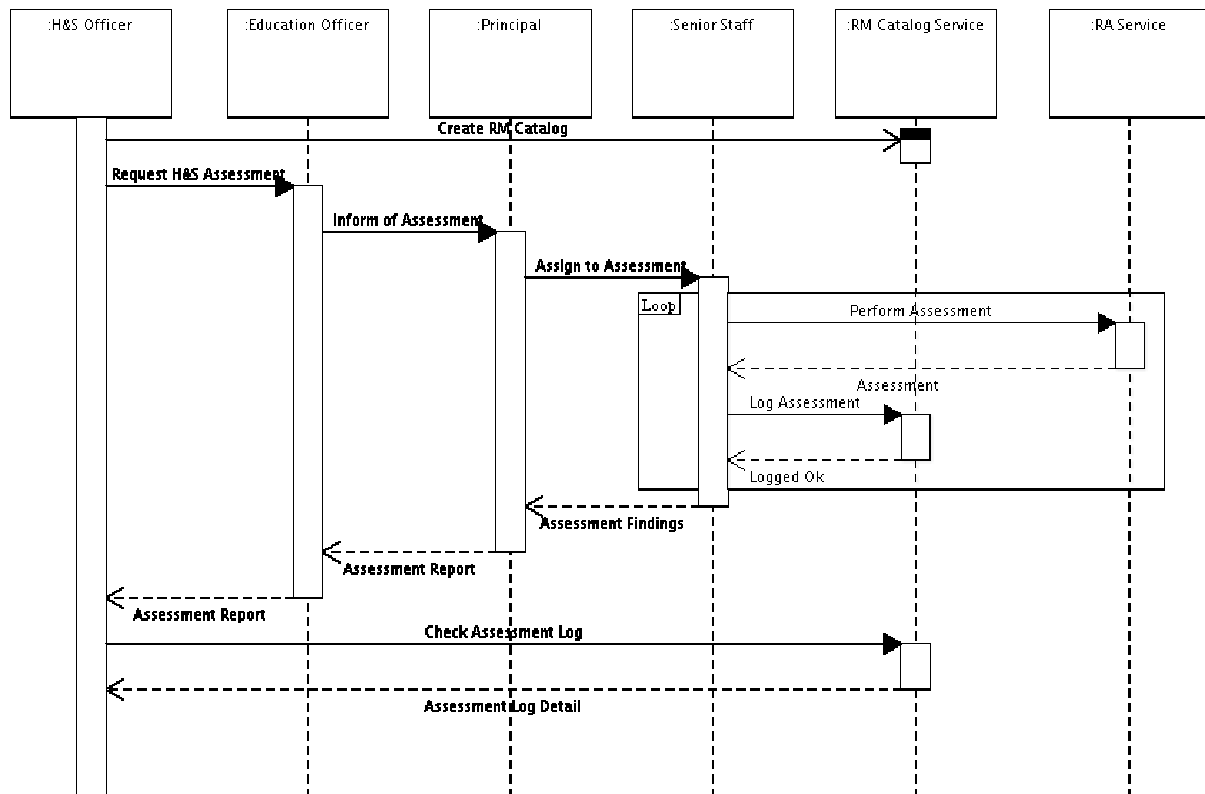 :H&S Officer
:Education Officer
:Principal
:Senior Staff
:RM Catalog Service
:RA Service
Create RM Catalog
Request H&S Assessment
Inform of Assessment
Assign to Assessment
Loop
Perform Assessment
Assessment
Log Assessment
Logged Ok
Assessment Findings
Assessment Report
Assessment Report
Check Assessment Log
Assessment Log Detail